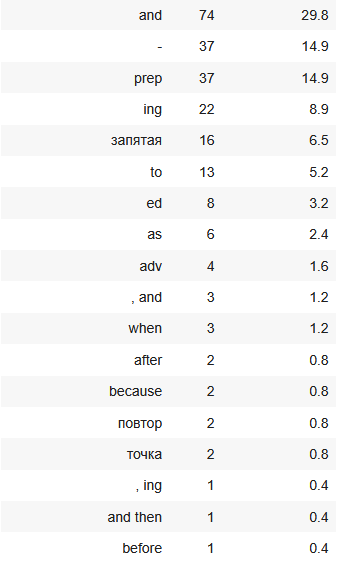 and 74 29.8
- 37 14.9
prep 37 14.9
ing 22 8.9
запятая 16 6.5
to 13 5.2
ed 8 3.2
as 6 2.4
adv 4 1.6
, and 3 1.2
when 3 1.2
after 2 0.8
because 2 0.8
повтор 2 0.8
точка 2 0.8
, ing 1 0.4
and then 1 0.4
before 1 0.4